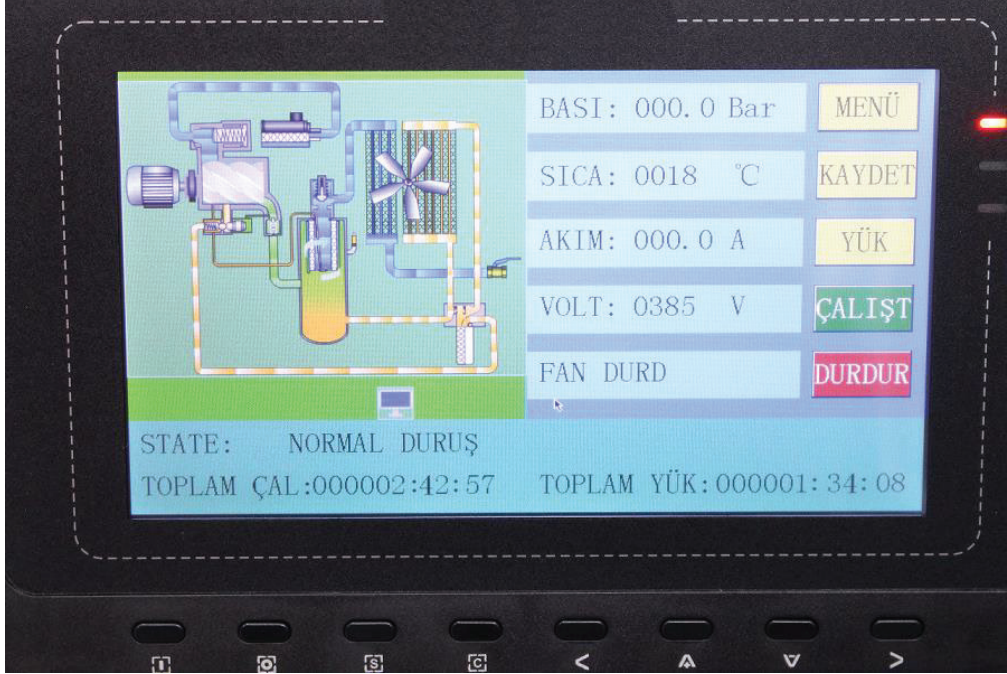 BASI: 000.0 Bar MENÜ
SICA: 0018 ℃ KAYDET
AKIM: 000.0 A YÜK
VOLT: 0385 V ÇALIŞT
FAN DURD DURDUR
STATE: NORMAL DURUŞ
TOPLAM ÇAL:000002:42:57 TOPLAM YÜK:000001:34:08
I O S C < >